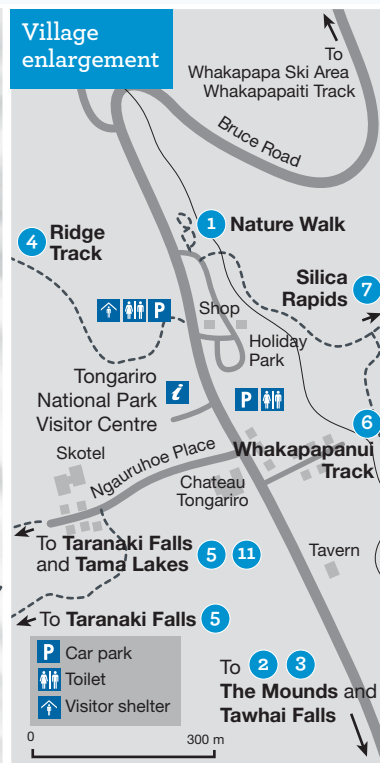 Village
enlargement
To
Whakapapa Ski Area
Whakapapaiti Track
Bruce Road
1 Nature Walk
4 Ridge
Track
Silica
Rapids 7
P
Shop
Holiday
Park
Tongariro
National Park
Visitor Centre
i
P
6
Whakapapanui
Track
Skotel
Ngauruhoe Place
Chateau
Tongariro
To Taranaki Falls
and Tama Lakes 5 11
Tavern
To Taranaki Falls 5
P Car park
Toilet
Visitor shelter
To 2 3
The Mounds and
Tawhai Falls
0 300 m